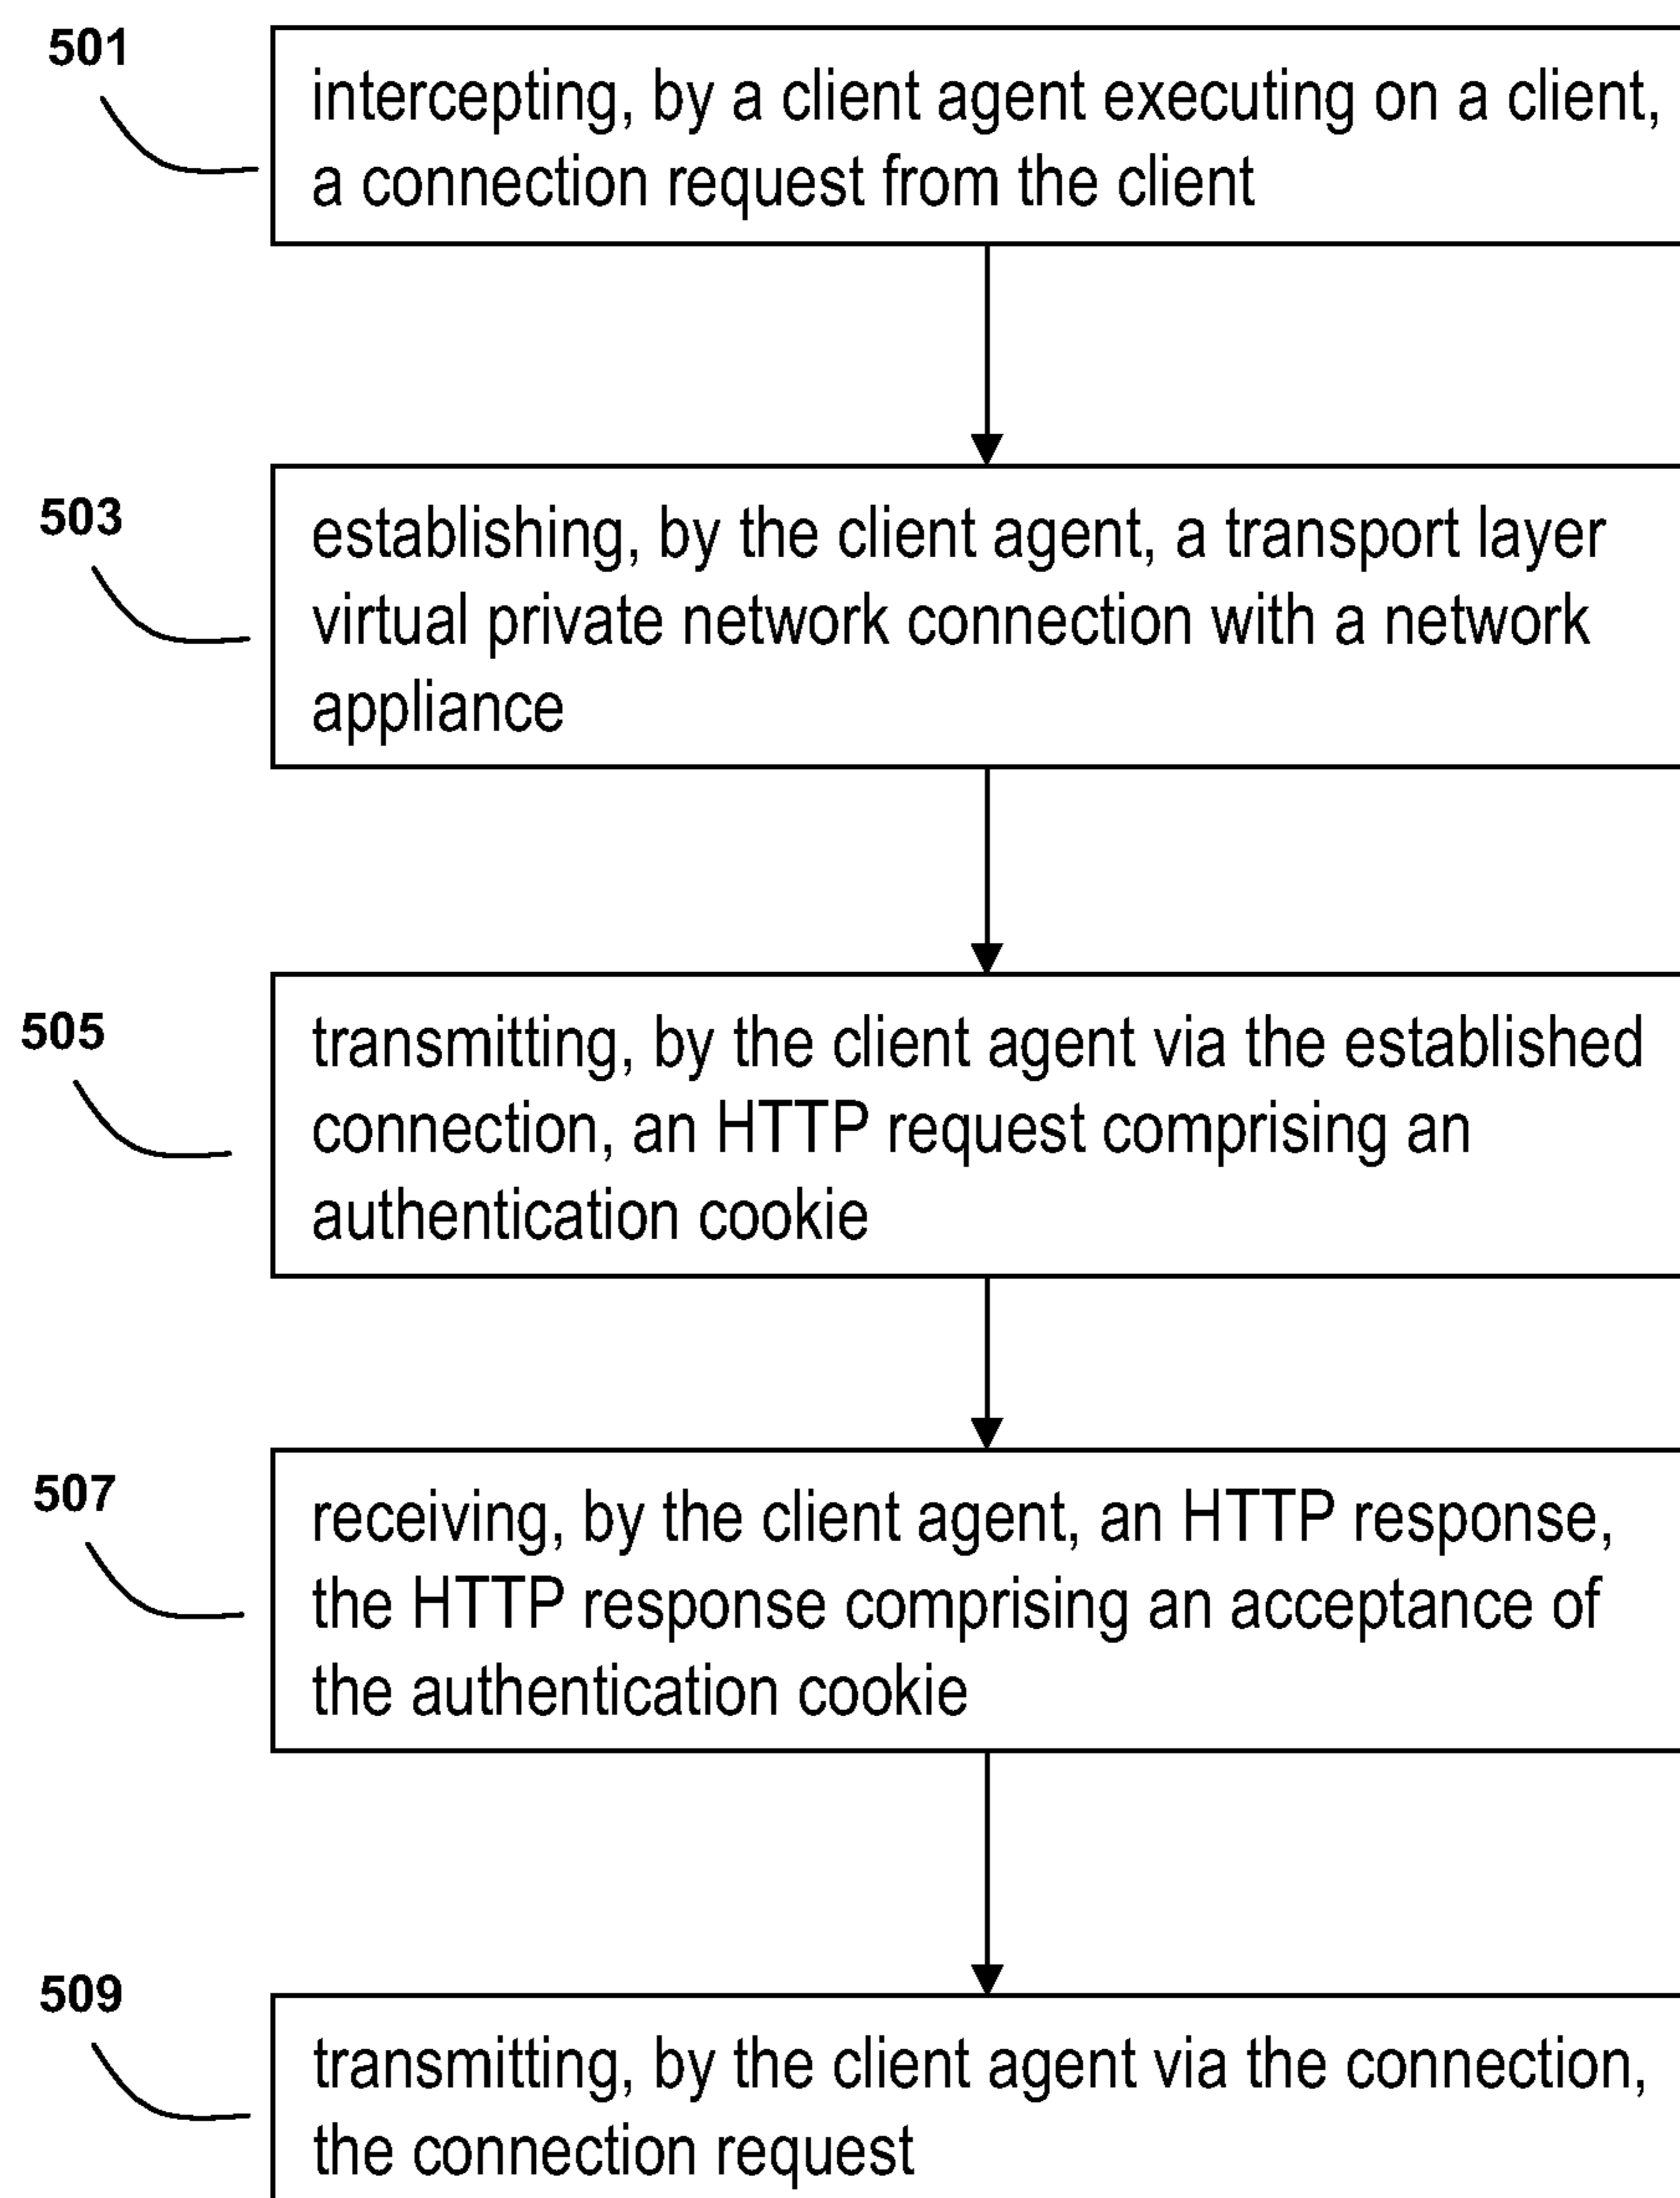 501
intercepting, by a client agent executing on a client,
a connection request from the client
503
establishing, by the client agent, a transport layer
virtual private network connection with a network
appliance
505
transmitting, by the client agent via the established
connection, an HTTP request comprising an
authentication cookie
507
receiving, by the client agent, an HTTP response,
the HTTP response comprising an acceptance of
the authentication cookie
509
transmitting, by the client agent via the connection,
the connection request